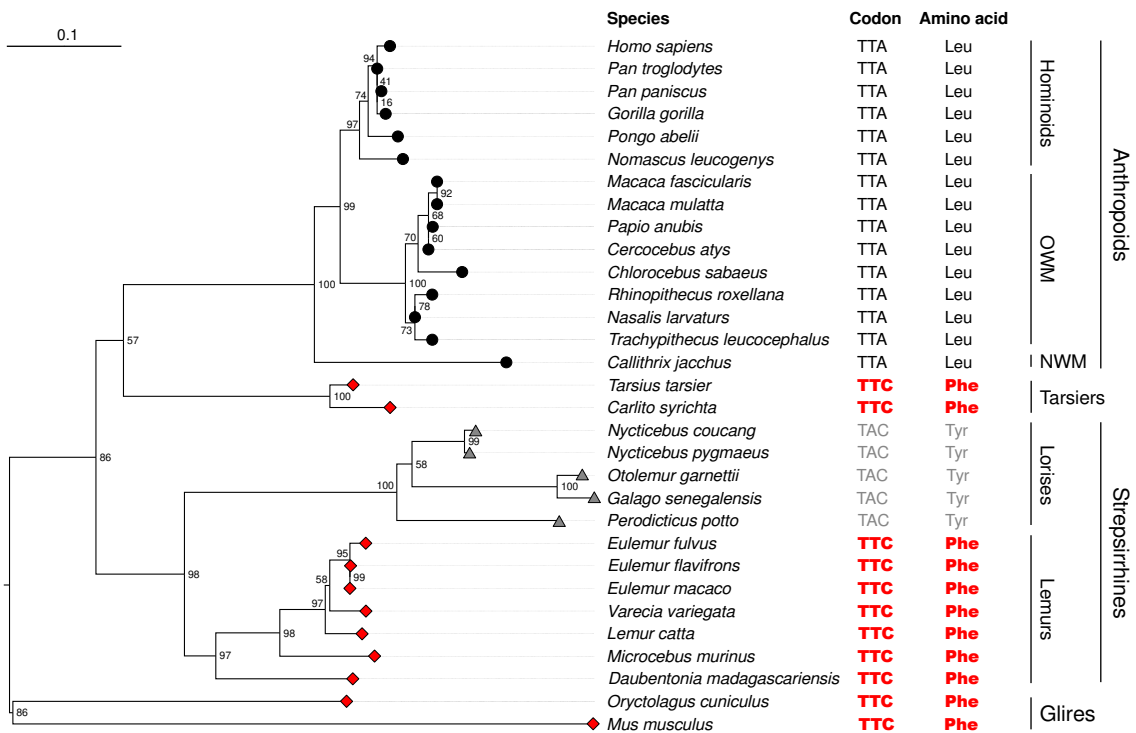 0.1 Species Codon Amino acid
Homo sapiens TTA Leu
94
Pan troglodytes TTA Leu
41
Pan paniscus TTA Leu
74
16
Gorilla gorilla TTA Leu
97
Pongo abelii TTA Leu
Nomascus leucogenys TTA Leu
Hominoids
Macaca fascicularis TTA Leu
92
Macaca mulatta TTA Leu
99
68
Papio anubis TTA Leu
70
60
Cercocebus atys TTA Leu
Chlorocebus sabaeus TTA Leu
100
100
Rhinopithecus roxellana TTA Leu
78
Nasalis larvaturs TTA Leu
73
Trachypithecus leucocephalus TTA Leu
OWM
57
Callithrix jacchus TTA Leu NWM
Anthropoids
Tarsius tarsier TTC Phe
100
Carlito syrichta TTC Phe
Tarsiers
Nycticebus coucang TAC Tyr
99
Nycticebus pygmaeus TAC Tyr
86
58
Otolemur garnettii TAC Tyr
100
100
Galago senegalensis TAC Tyr
Perodicticus potto TAC Tyr
Lorises
Eulemur fulvus TTC Phe
95
Eulemur flavifrons TTC Phe
98
58
99
Eulemur macaco TTC Phe
97
Varecia variegata TTC Phe
Lemur catta TTC Phe
98
97
Microcebus murinus TTC Phe
Daubentonia madagascariensis TTC Phe
Lemurs
Strepsirrhines
Oryctolagus cuniculus TTC Phe
86
Mus musculus TTC Phe
Glires